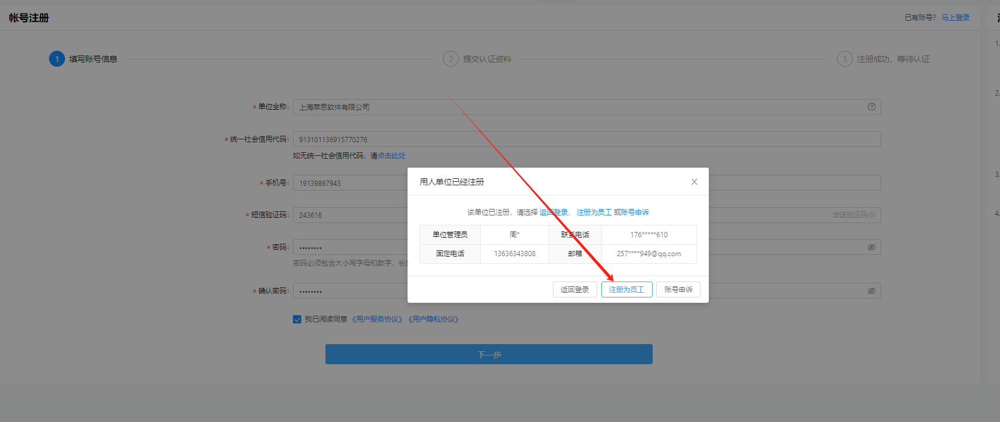 帐号注册
已有账号? 马上登录
1 填写账号信息
2 提交认证资料
3 注册成功，等待认证
* 单位全称: 上海萃思软件有限公司
* 统一社会信用代码: 913101136915770276
如无统一社会信用代码，请点击此处
* 手机号: 19139867943
* 短信验证码: 243616
发送验证码(6)
* 密码: ••••••••
密码必须包含大小写字母和数字，长
* 确认密码: ••••••••
我已阅读同意 《用户服务协议》《用户隐私协议》
下一步
用人单位已经注册
该单位已注册，请选择 返回登录、 注册为员工 或账号申诉
单位管理员 周* 联系电话 176*****610
固定电话 13636343808 邮箱 257****949@qq.com
返回登录 注册为员工 账号申诉
1.
2.
3.
4.